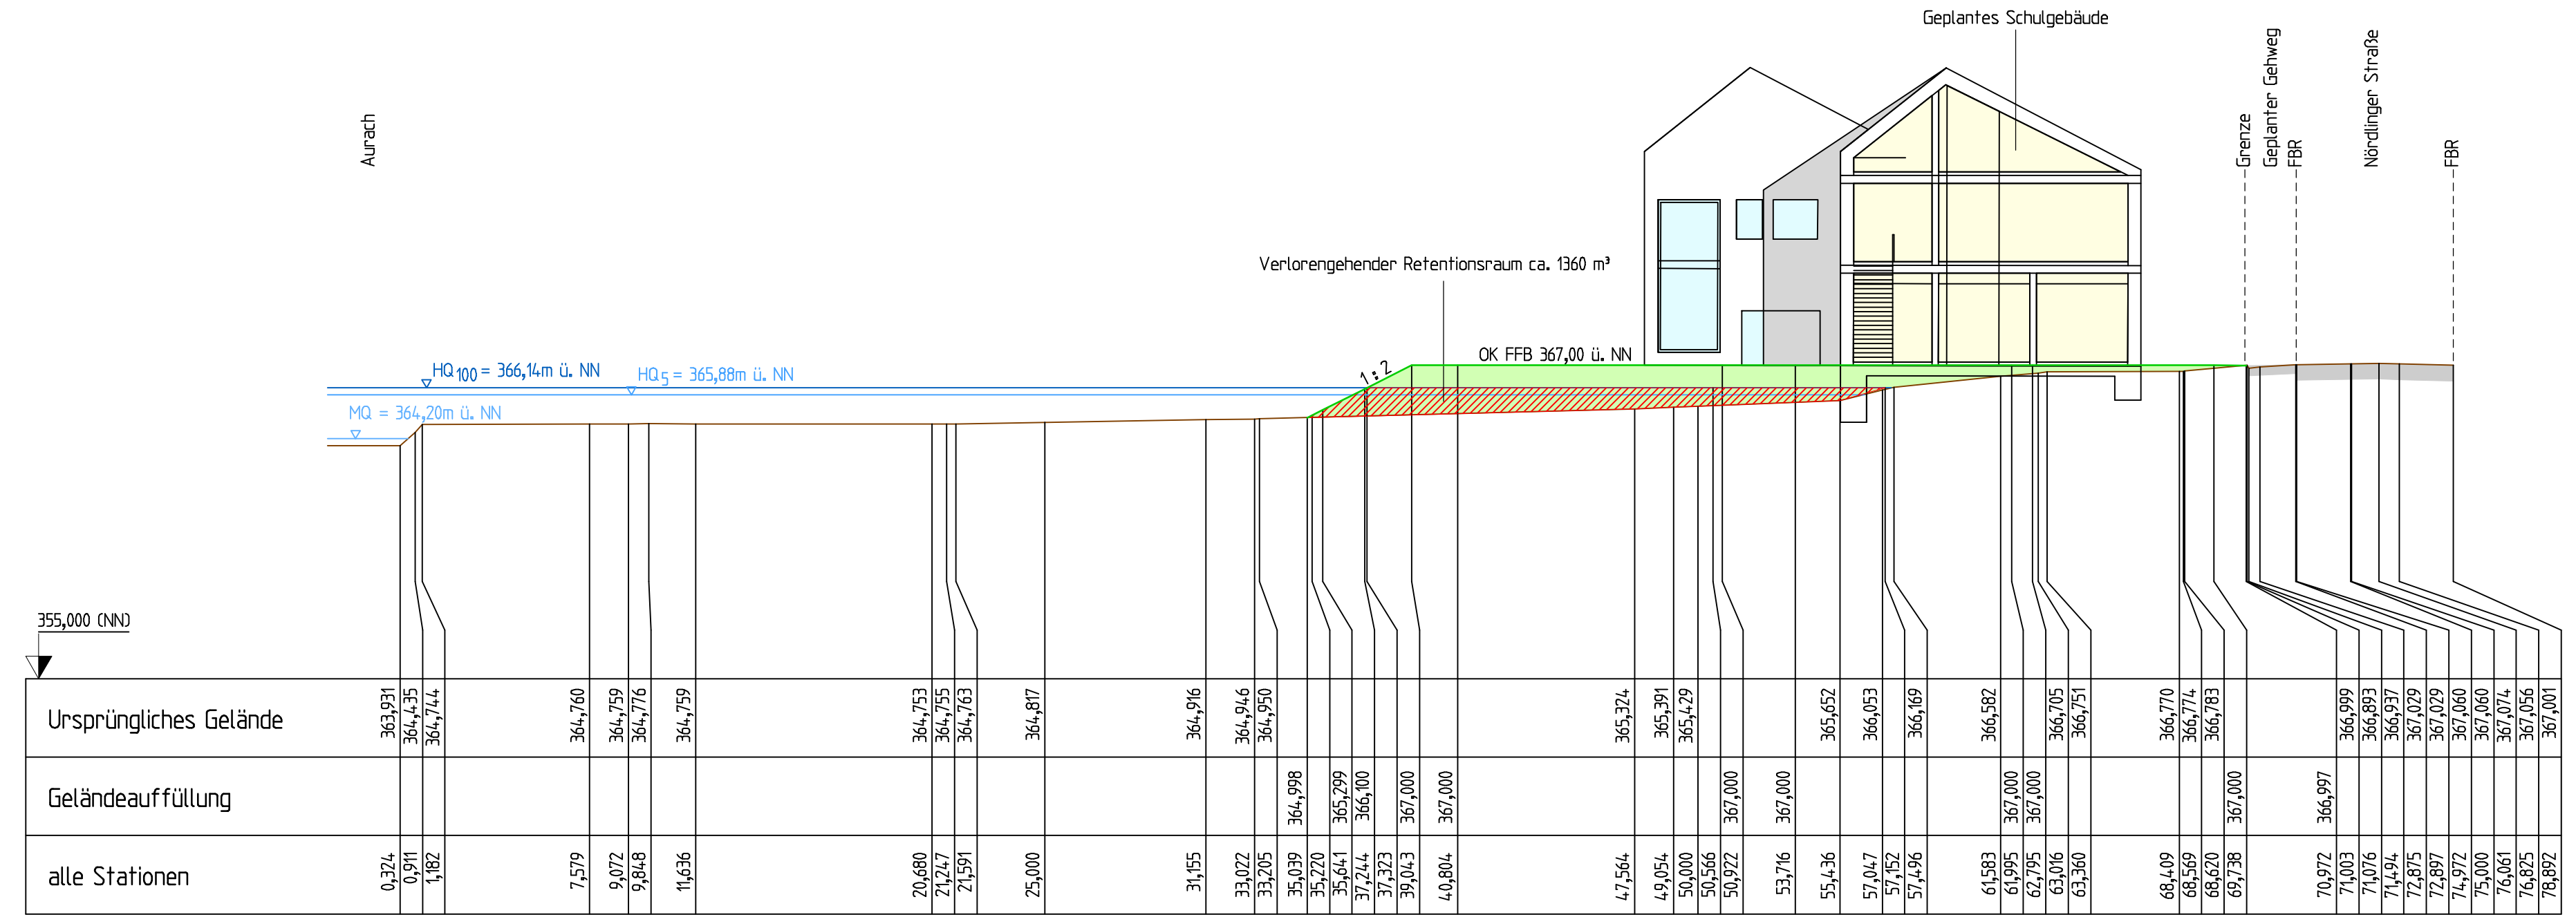 Geplantes Schulgebäude
Aurach
Grenze
Geplanter Gehweg
FBR
Nördlinger Straße
FBR
Verlorengehender Retentionsraum ca. 1360 m³
OK FFB 367,00 ü. NN
1 : 2
HQ100 = 366,14m ü. NN
HQ5 = 365,88m ü. NN
MQ = 364,20m ü. NN
355,000 (NN)
Ursprüngliches Gelände
363,931 364,435 364,744 364,760 364,759 364,776 364,759 364,753 364,755 364,763 364,817 364,916 364,946 364,950 365,324 365,391 365,429 365,652 366,053 366,169 366,582 366,705 366,751 366,770 366,774 366,783 366,999 366,893 366,937 367,029 367,029 367,060 367,060 367,074 367,056 367,001
Geländeauffüllung
364,998 365,299 366,100 367,000 367,000 367,000 367,000 367,000 367,000 367,000 366,997
alle Stationen
0,324 0,911 1,182 7,579 9,072 9,848 11,636 20,680 21,247 21,591 25,000 31,155 33,022 33,205 35,039 35,220 35,641 37,244 37,323 39,043 40,804 47,564 49,054 50,000 50,566 50,922 53,716 55,436 57,047 57,152 57,496 61,583 61,995 62,795 63,016 63,360 68,409 68,569 68,620 69,738 70,972 71,003 71,076 71,494 72,875 72,897 74,972 75,000 76,061 76,825 78,892